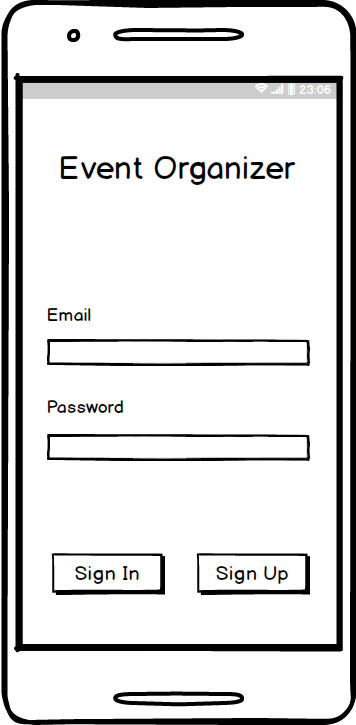 23:06
Event Organizer
Email
Password
Sign In
Sign Up